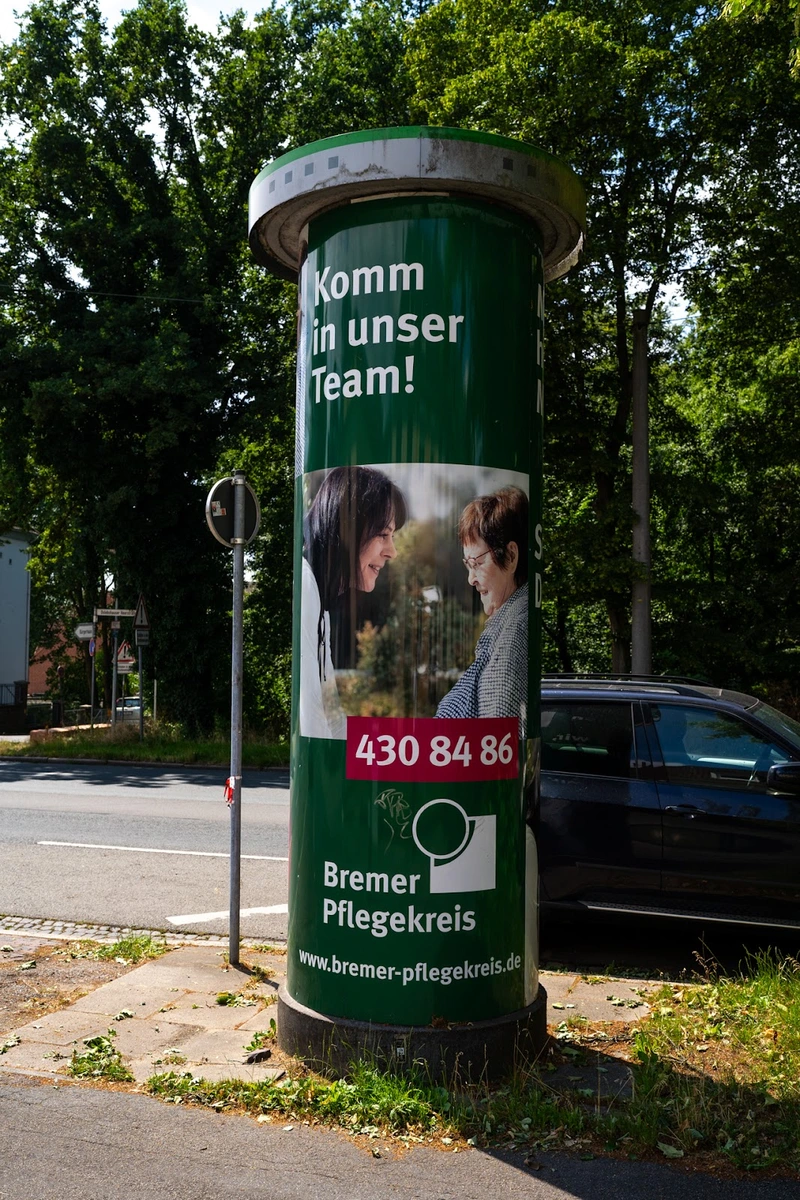 Komm
in unser
Team!
430 84 86
Bremer
Pflegekreis
www.bremer-pflegekreis.de